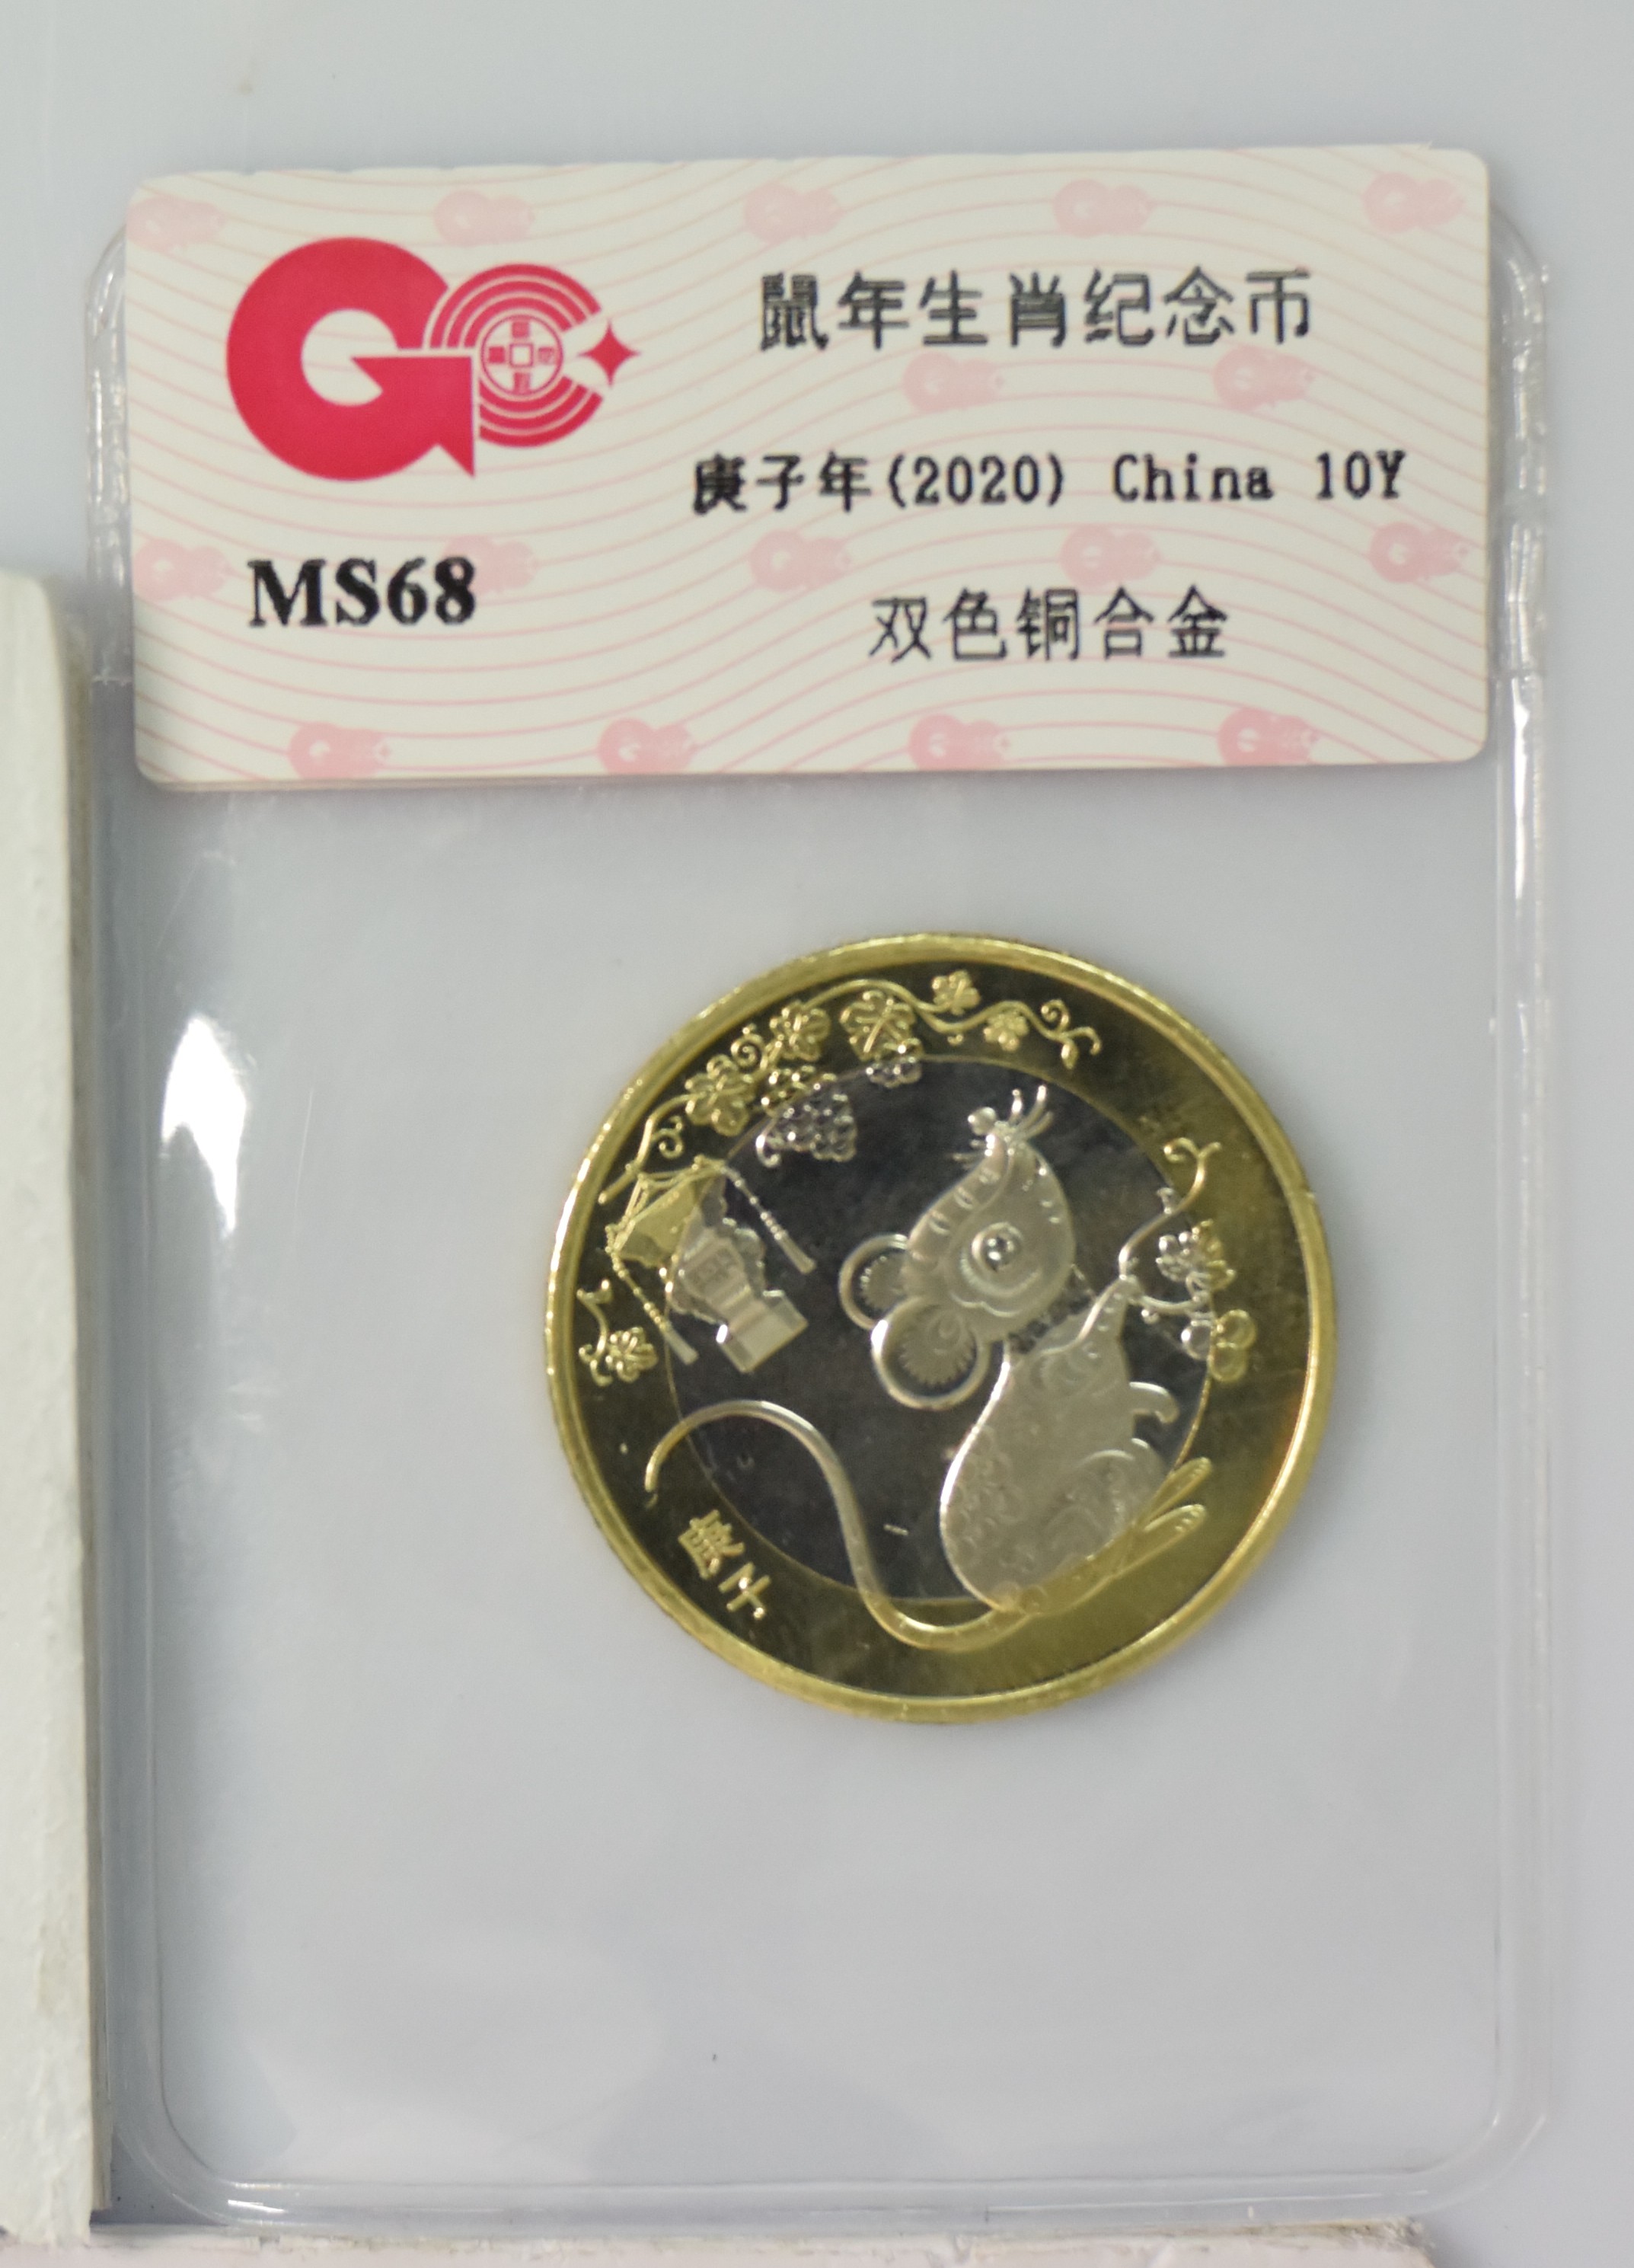 鼠年生肖纪念币
庚子年(2020) China 10Y
MS68
双色铜合金
庚子